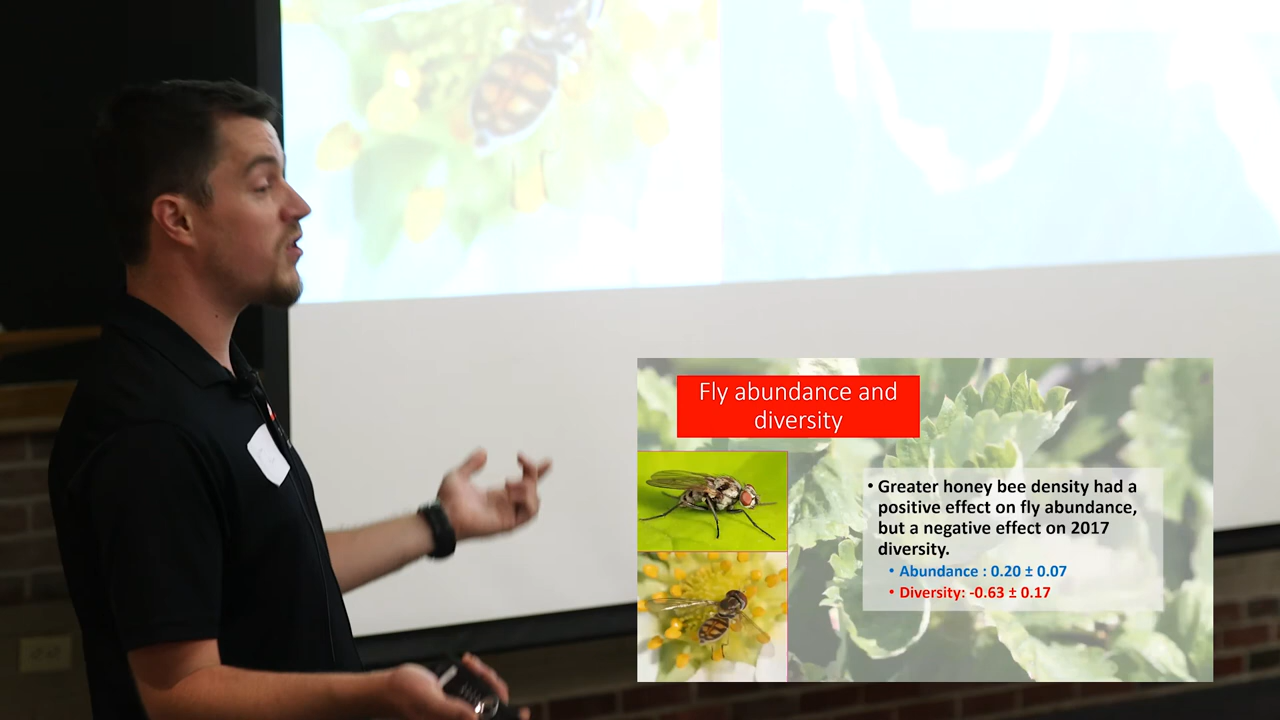 Fly abundance and
diversity
• Greater honey bee density had a
positive effect on fly abundance,
but a negative effect on 2017
diversity.
• Abundance : 0.20 ± 0.07
• Diversity: -0.63 ± 0.17